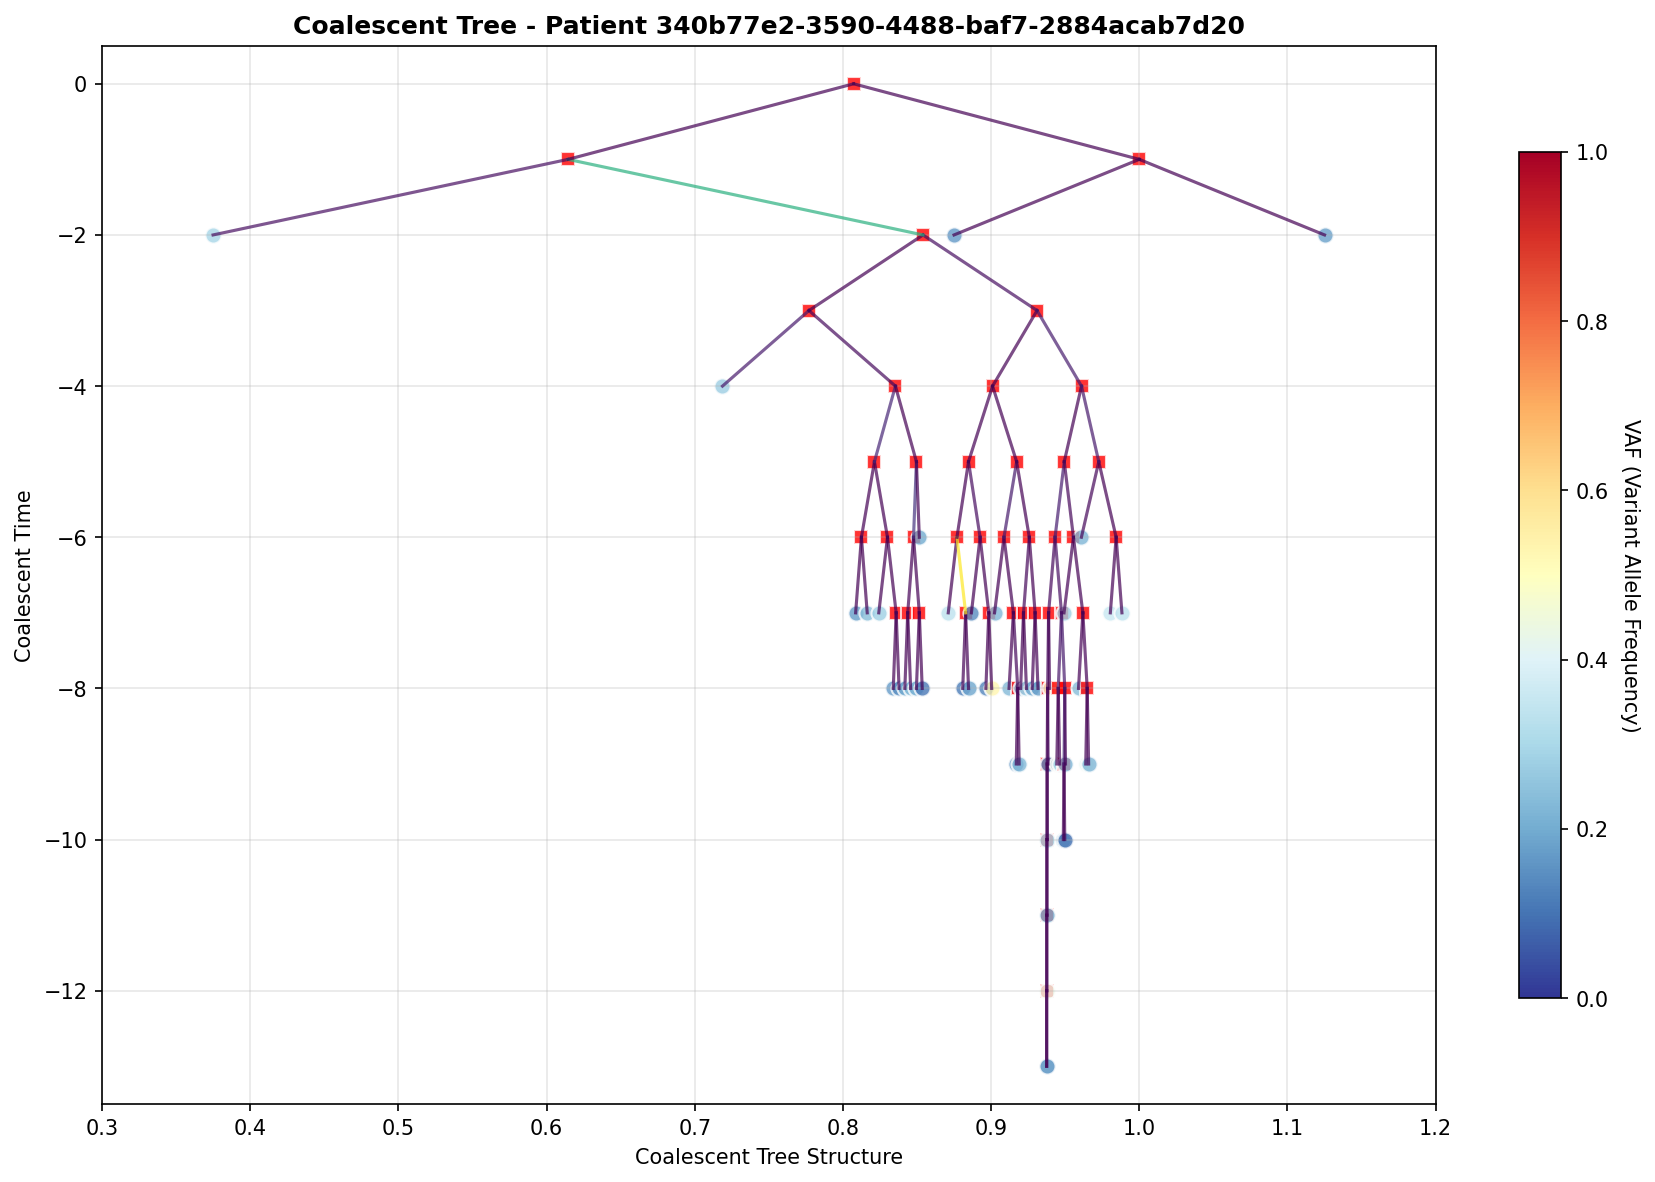 Coalescent Tree - Patient 340b77e2-3590-4488-baf7-2884acab7d20
Coalescent Time
0
−2
−4
−6
−8
−10
−12
0.3 0.4 0.5 0.6 0.7 0.8 0.9 1.0 1.1 1.2
Coalescent Tree Structure
1.0
0.8
0.6
0.4
0.2
0.0
VAF (Variant Allele Frequency)